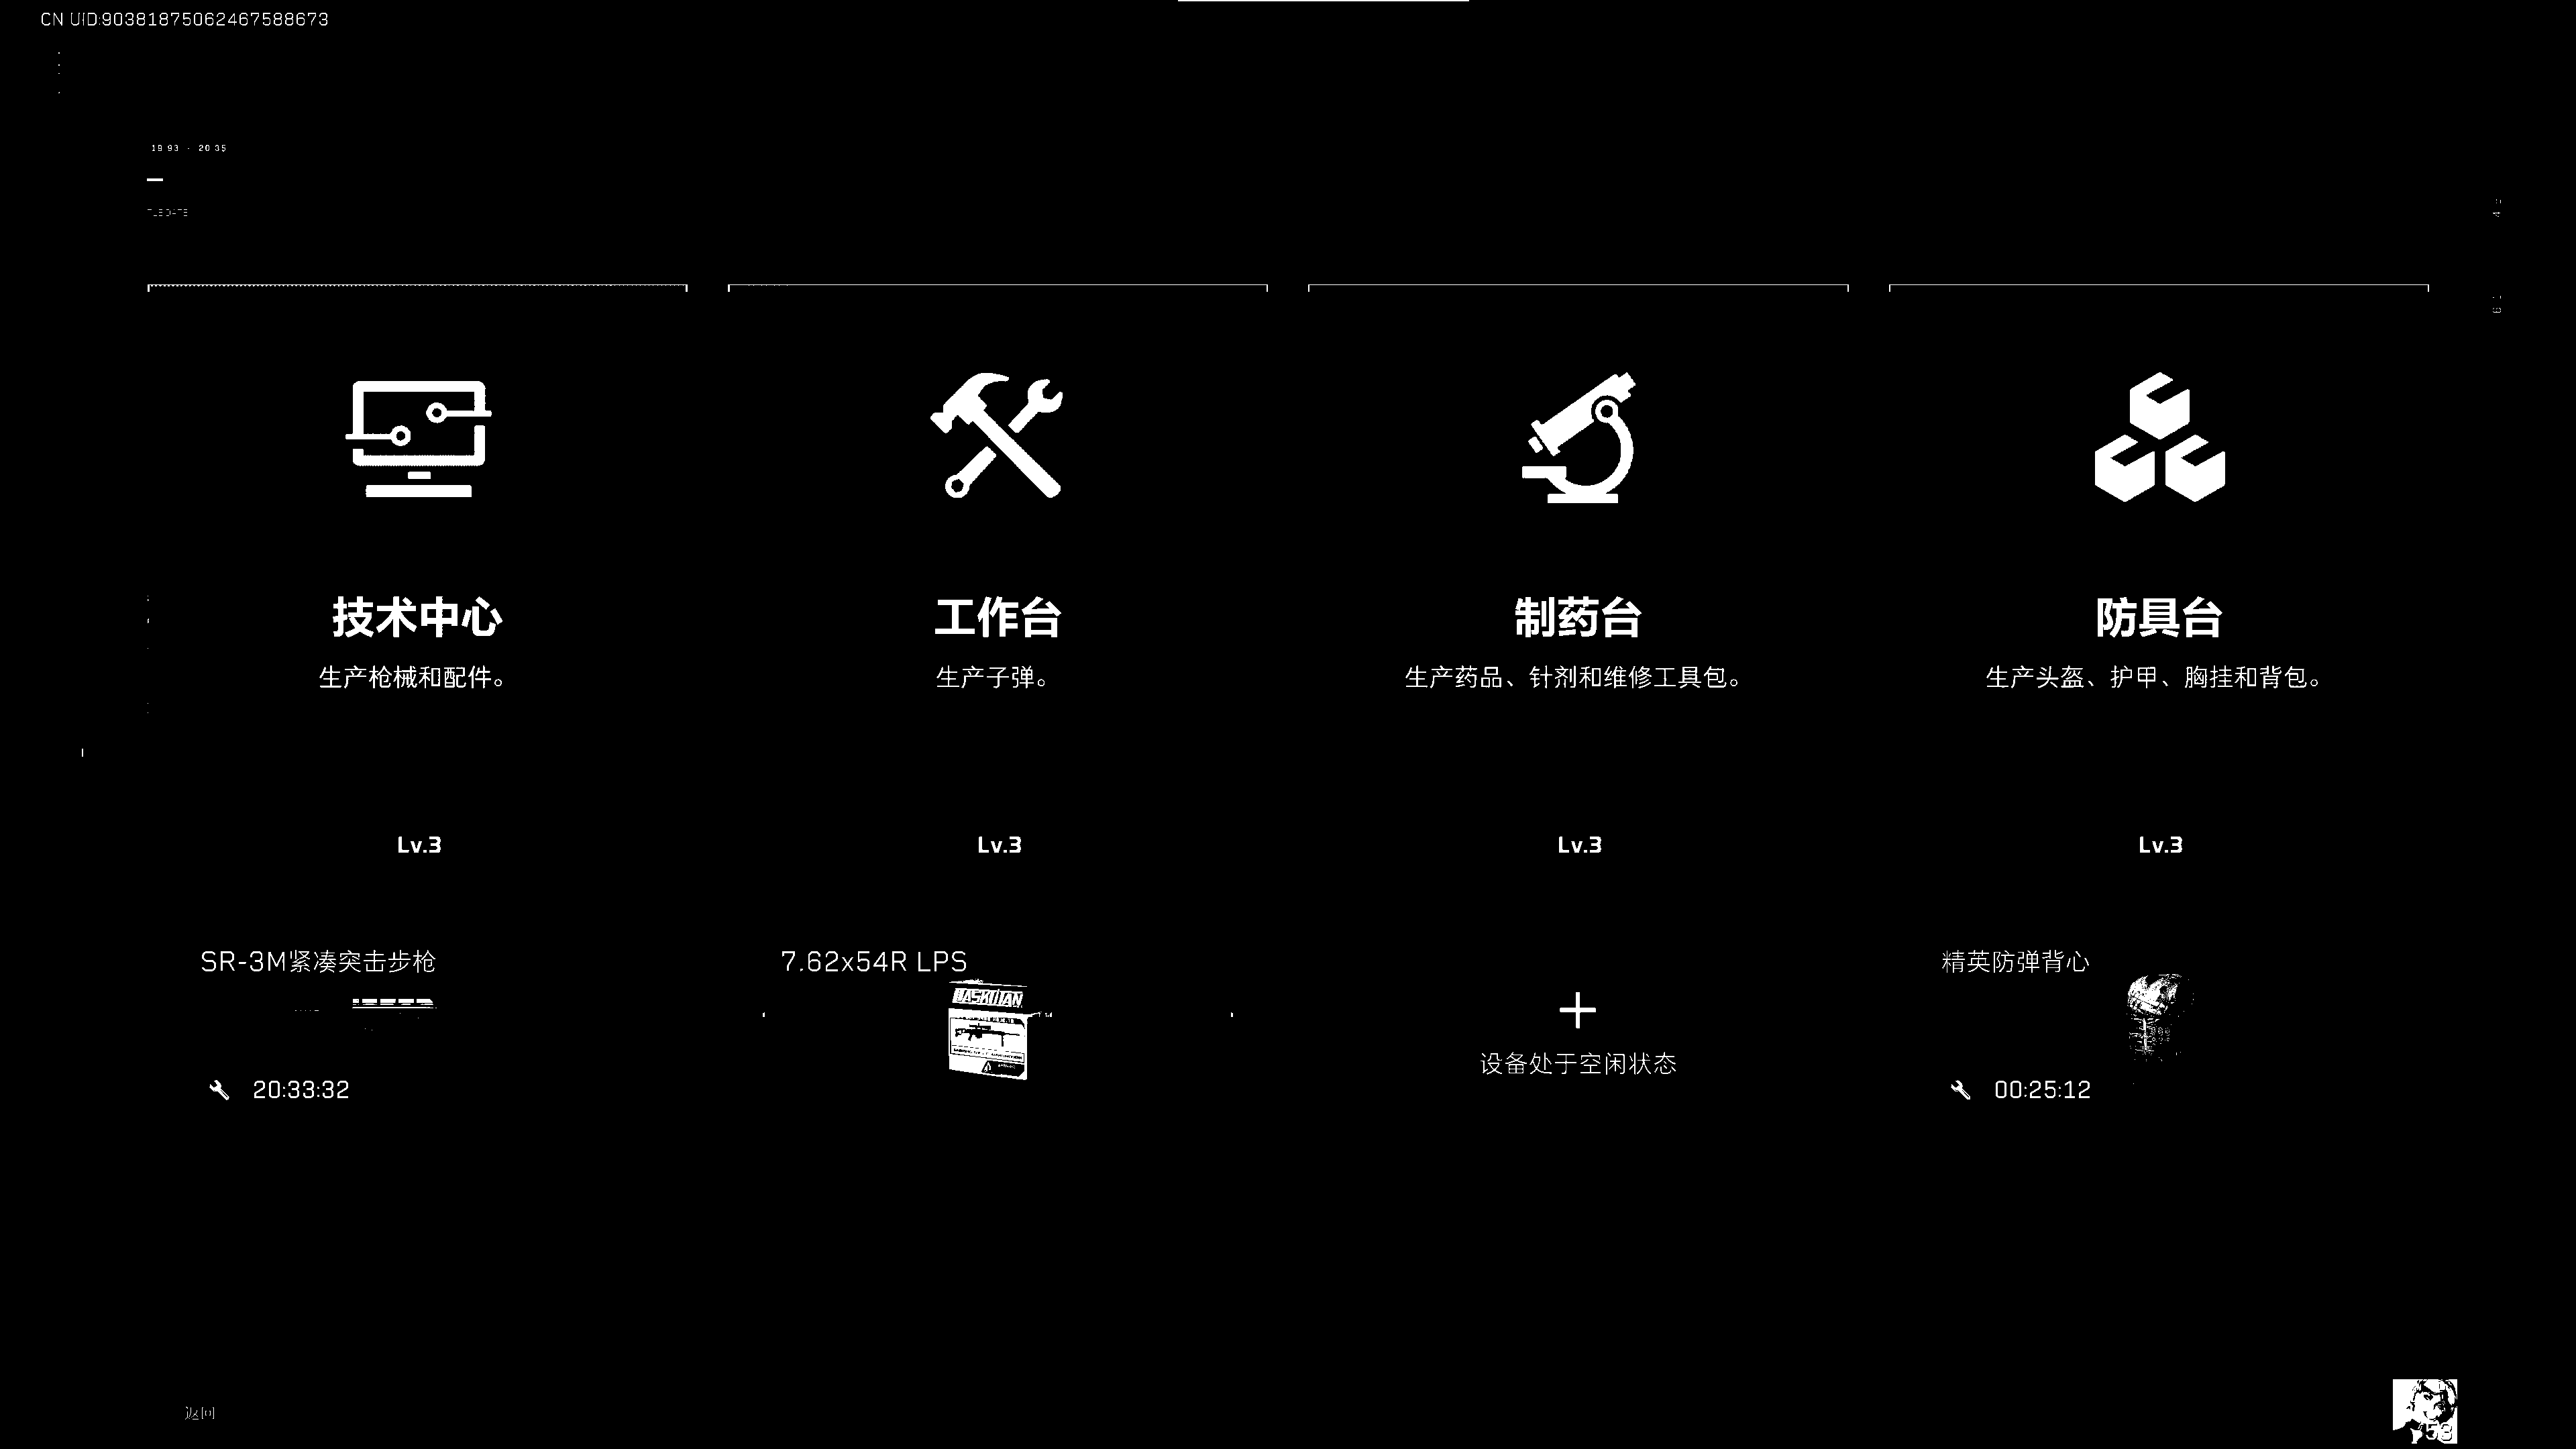 CN UID:90381875062467588673
19 93 · 20 35
技术中心
生产枪械和配件。
Lv.3
SR-3M紧凑突击步枪
20:33:32
工作台
生产子弹。
Lv.3
7.62x54R LPS
制药台
生产药品、针剂和维修工具包。
Lv.3
设备处于空闲状态
防具台
生产头盔、护甲、胸挂和背包。
Lv.3
精英防弹背心
00:25:12
返回
58